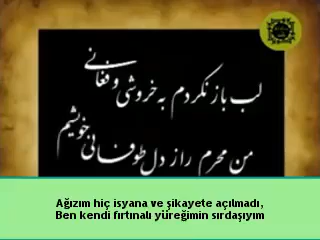 لب باز نکردم به خروشی و فغانی
من محرم راز دل طوفانی خویشم
Ağızım hiç isyana ve şikayete açılmadı,
Ben kendi fırtınalı yüreğimin sırdaşıyım